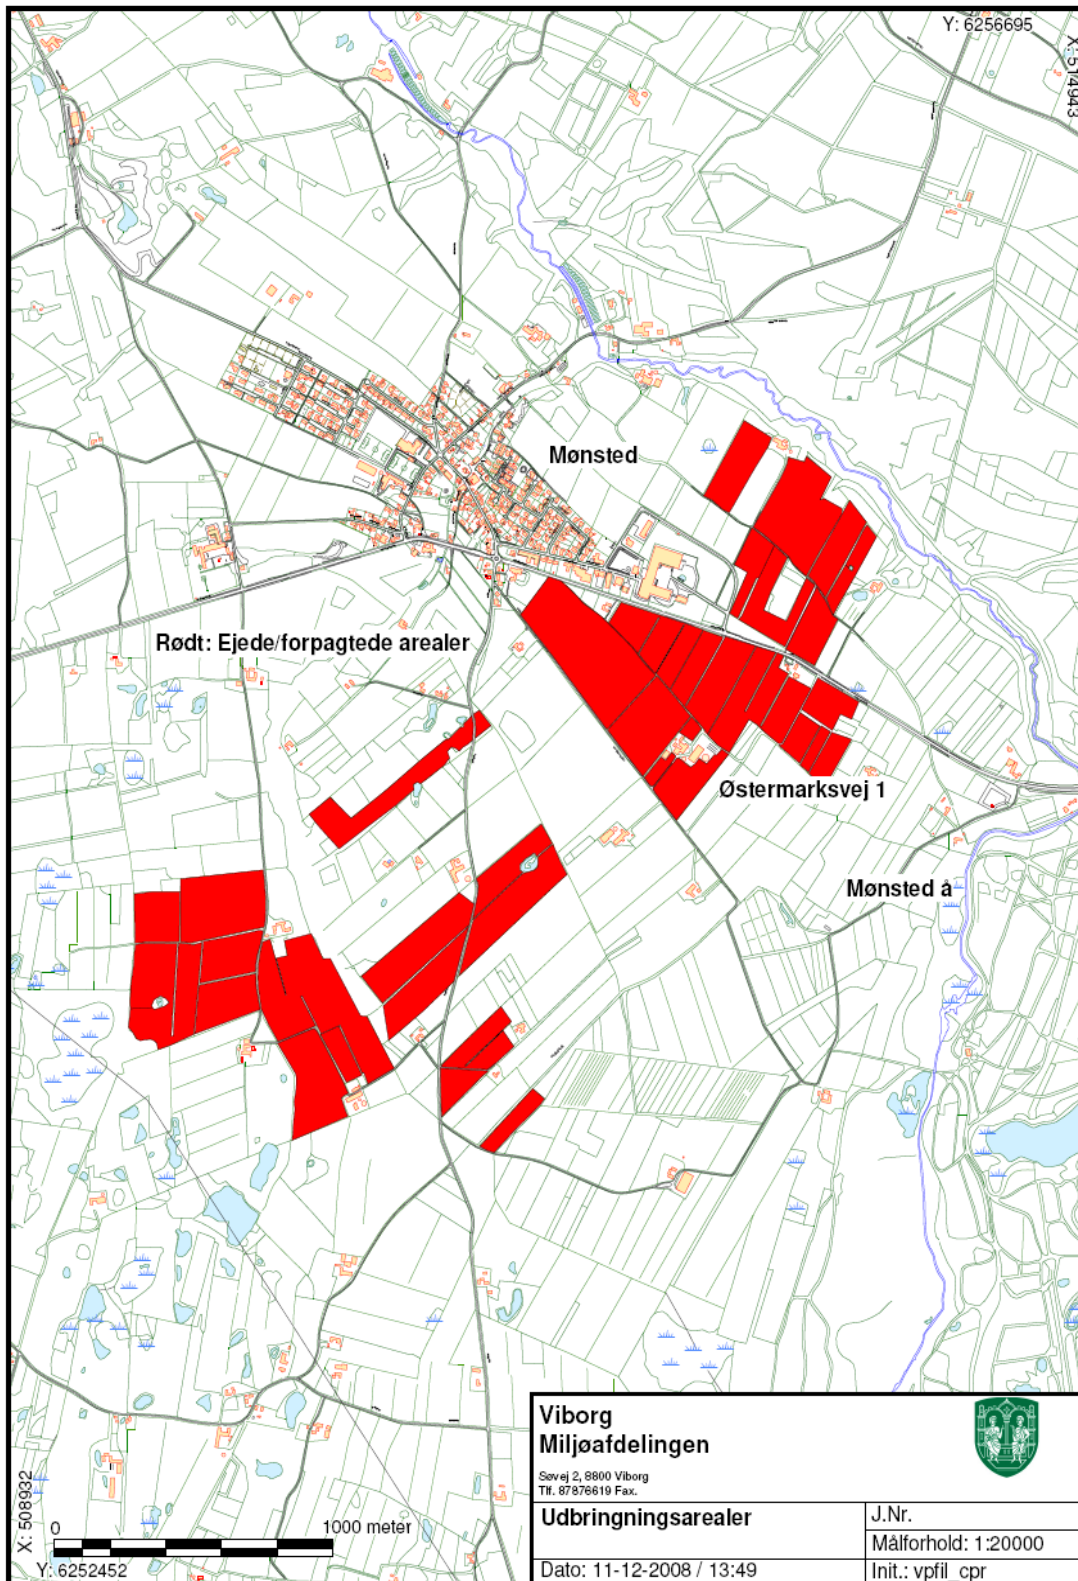 Y: 6256695
X: 514943
Mønsted
Rødt: Ejede/forpagtede arealer
Østermarksvej 1
Mønsted å
X: 508932
0 1000 meter
Y: 6252452
Viborg
Miljøafdelingen
Søvej 2, 8800 Viborg
Tlf. 87876619 Fax.
Udbringningsarealer
J.Nr.
Målforhold: 1:20000
Dato: 11-12-2008 / 13:49
Init.: vpfil_cpr